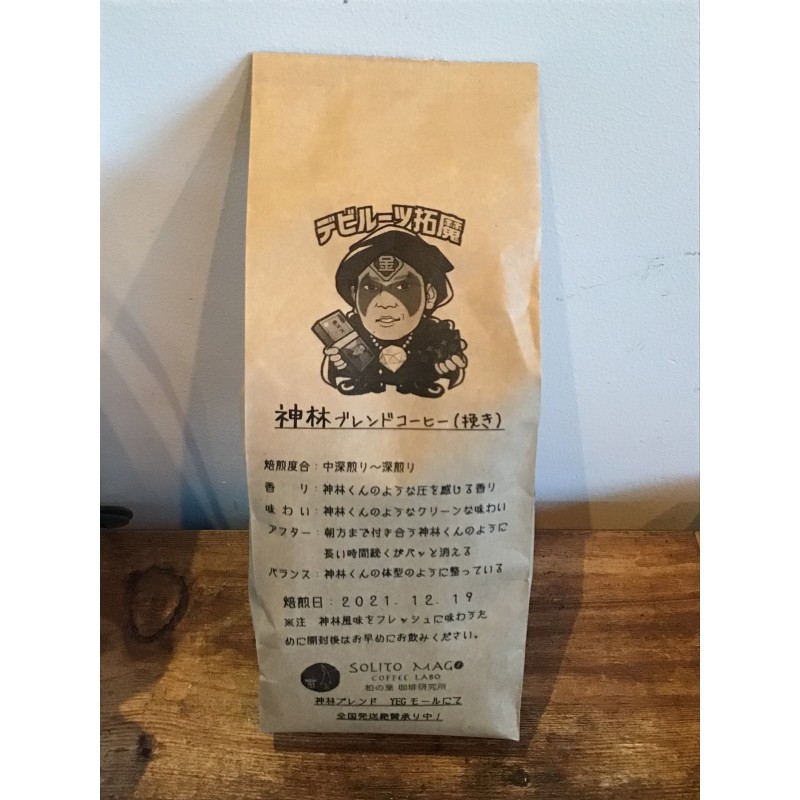 デビルーツ拓魔
金
神林ブレンドコーヒー(挽き)
焙煎度合:中深煎り〜深煎り
香 り:神林くんのような圧を感じる香り
味わい:神林くんのようなクリーンな味わい
アフター:朝方まで付き合う神林くんのように
長い時間続くがパッと消える
バランス:神林くんの体型のように整っている
焙煎日:2021.12.19
※注 神林風味をフレッシュに味わうた
めに開封後はお早めにお飲みください。
SOLITO MAGO
COFFEE LABO
柏の葉 珈琲研究所
神林ブレンド YEGモールにて
全国発送絶賛承り中!